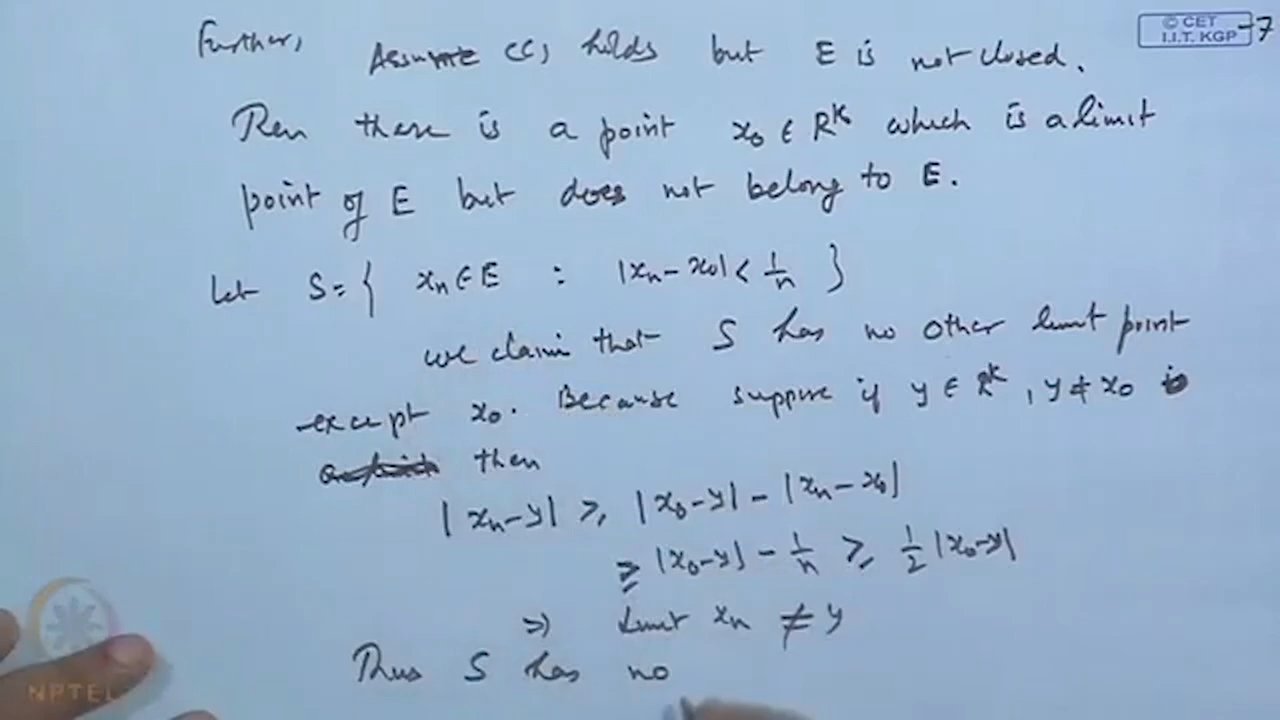 © CET
I.I.T. KGP -7
Further, Assume (C) holds but E is not closed.
Then there is a point x₀ ∈ Rᵏ which is a limit
point of E but does not belong to E.
Let S = { xₙ ∈ E : |xₙ - x₀| < 1/n }
we claim that S has no other limit point
except x₀. Because suppose if y ∈ Rᵏ, y ≠ x₀
then
|xₙ - y| ≥ |x₀ - y| - |xₙ - x₀|
≥ |x₀ - y| - 1/n ≥ 1/2 |x₀ - y|
⇒ Limit xₙ ≠ y
Thus S has no
NPTEL